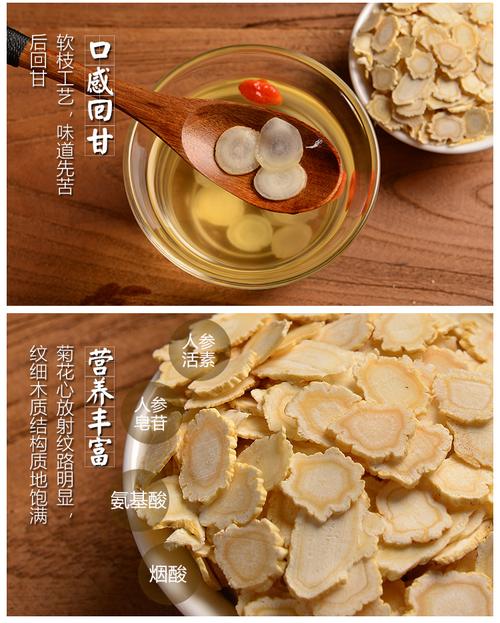 口感回甘
软枝工艺，味道先苦
后回甘
营养丰富
菊花心放射纹路明显，
纹细木质结构质地饱满
人参
活素
人参
皂苷
氨基酸
烟酸